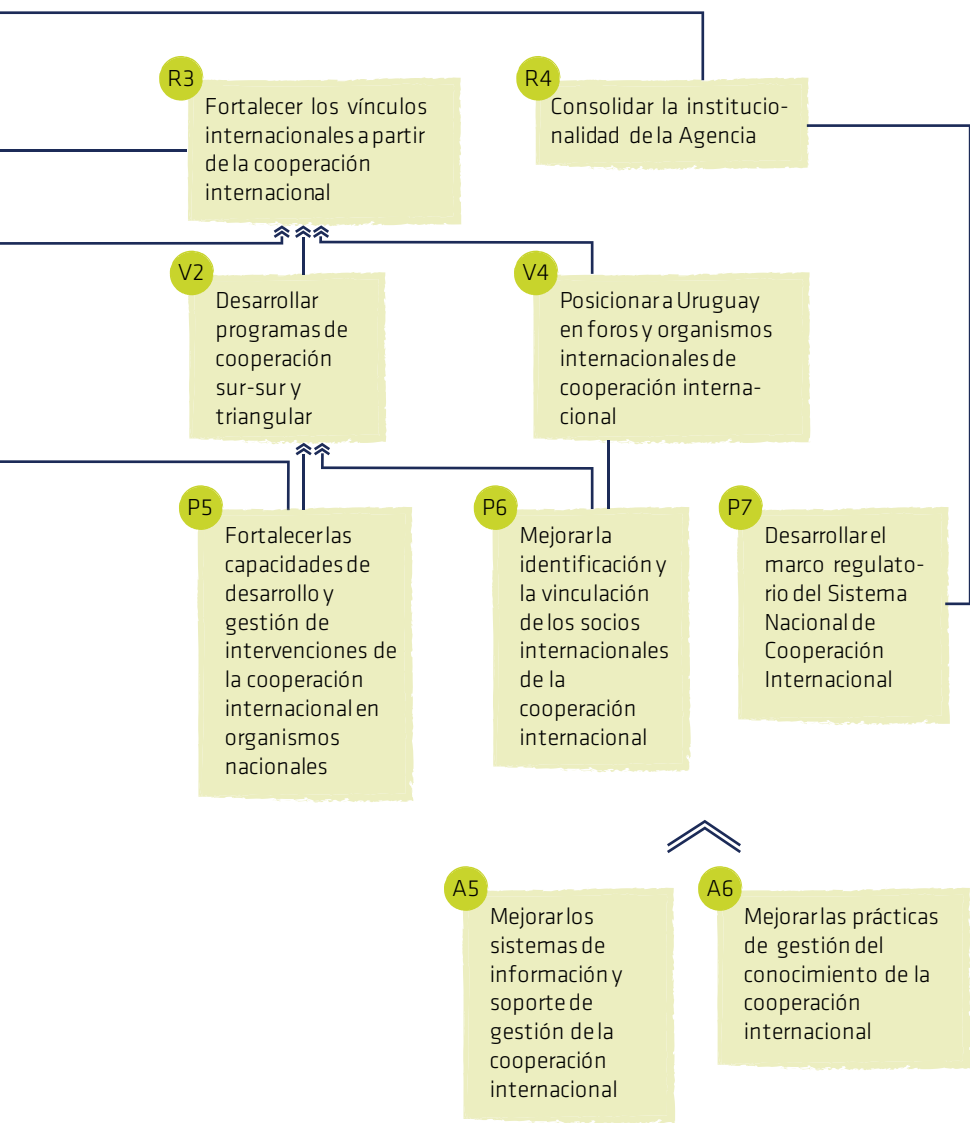 R3
Fortalecer los vínculos
internacionales a partir
de la cooperación
internacional
R4
Consolidar la institucio-
nalidad de la Agencia
V2
Desarrollar
programas de
cooperación
sur-sur y
triangular
V4
Posicionar a Uruguay
en foros y organismos
internacionales de
cooperación interna-
cional
P5
Fortalecer las
capacidades de
desarrollo y
gestión de
intervenciones de
la cooperación
internacional en
organismos
nacionales
P6
Mejorar la
identificación y
la vinculación
de los socios
internacionales
de la
cooperación
internacional
P7
Desarrollar el
marco regulato-
rio del Sistema
Nacional de
Cooperación
Internacional
A5
Mejorar los
sistemas de
información y
soporte de
gestión de la
cooperación
internacional
A6
Mejorar las prácticas
de gestión del
conocimiento de la
cooperación
internacional